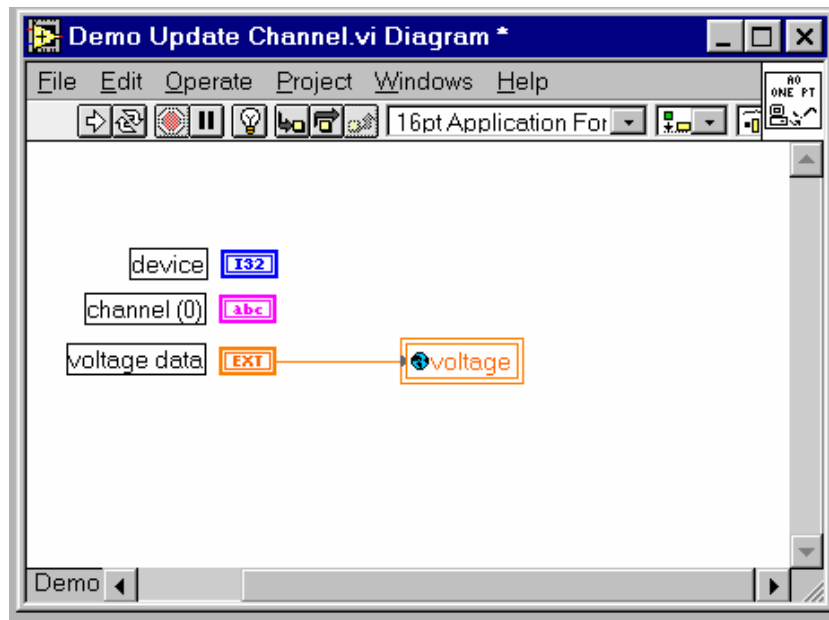 Demo Update Channel.vi Diagram *
File Edit Operate Project Windows Help
AO
ONE PT
16pt Application For
device I32
channel (0) abc
voltage data EXT voltage
Demo